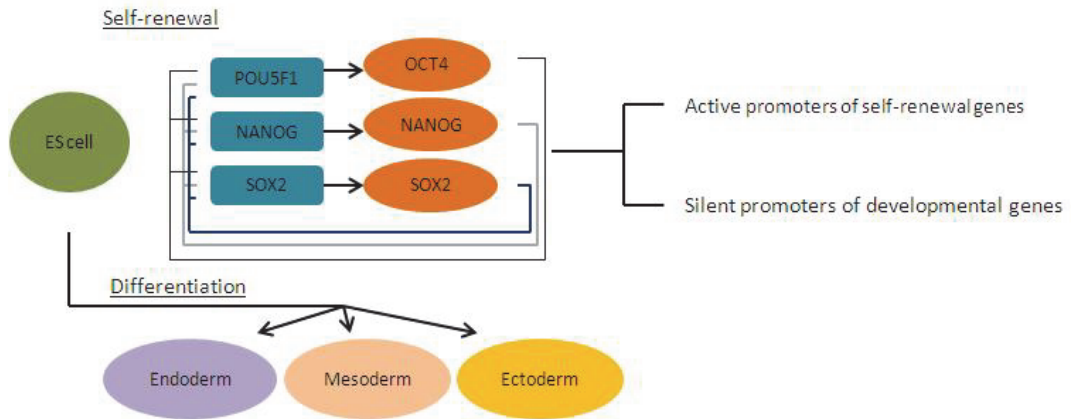 Self-renewal
POU5F1
OCT4
Active promoters of self-renewal genes
NANOG
NANOG
ES cell
SOX2
SOX2
Silent promoters of developmental genes
Differentiation
Endoderm
Mesoderm
Ectoderm